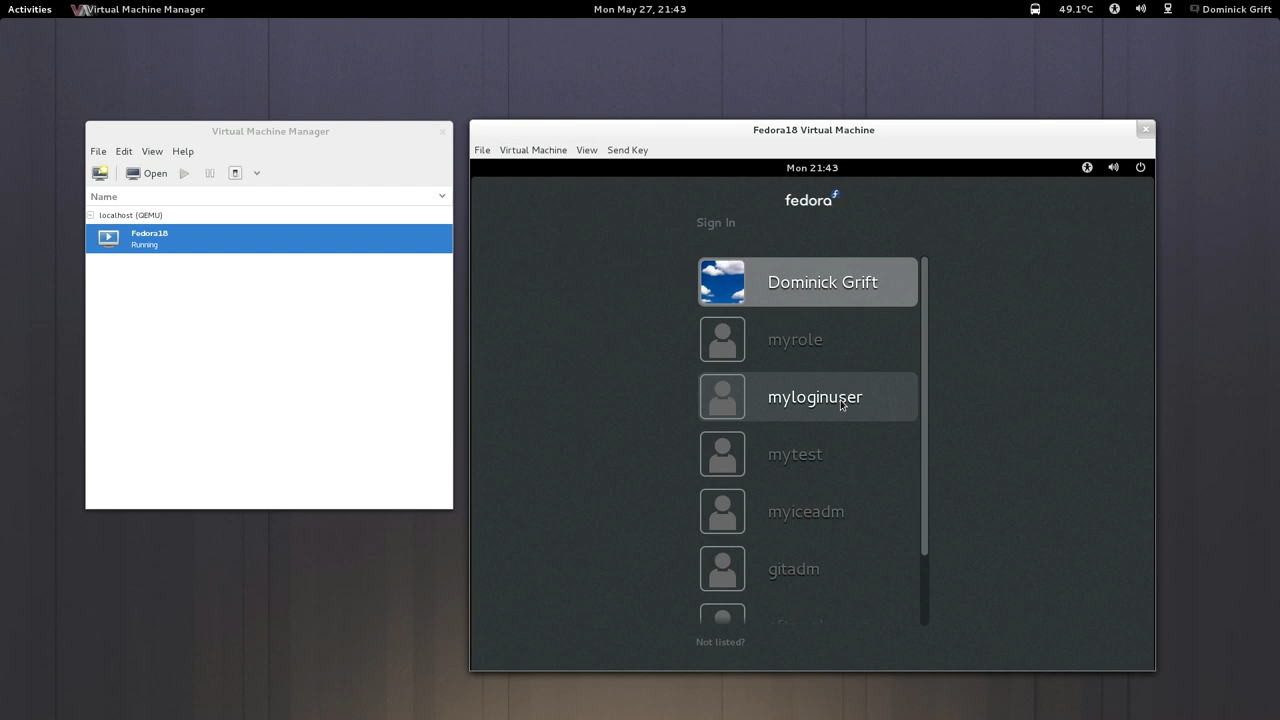 Activities Virtual Machine Manager Mon May 27, 21:43 49.1°C Dominick Grift
Virtual Machine Manager
File Edit View Help
Open
Name
localhost (QEMU)
Fedora18
Running
Fedora18 Virtual Machine
File Virtual Machine View Send Key
Mon 21:43
fedora
Sign In
Dominick Grift
myrole
myloginuser
mytest
myiceadm
gitadm
Not listed?